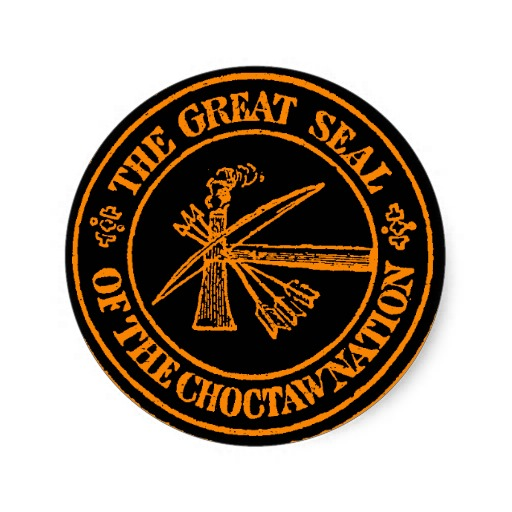 THE GREAT SEAL
OF THE CHOCTAW NATION